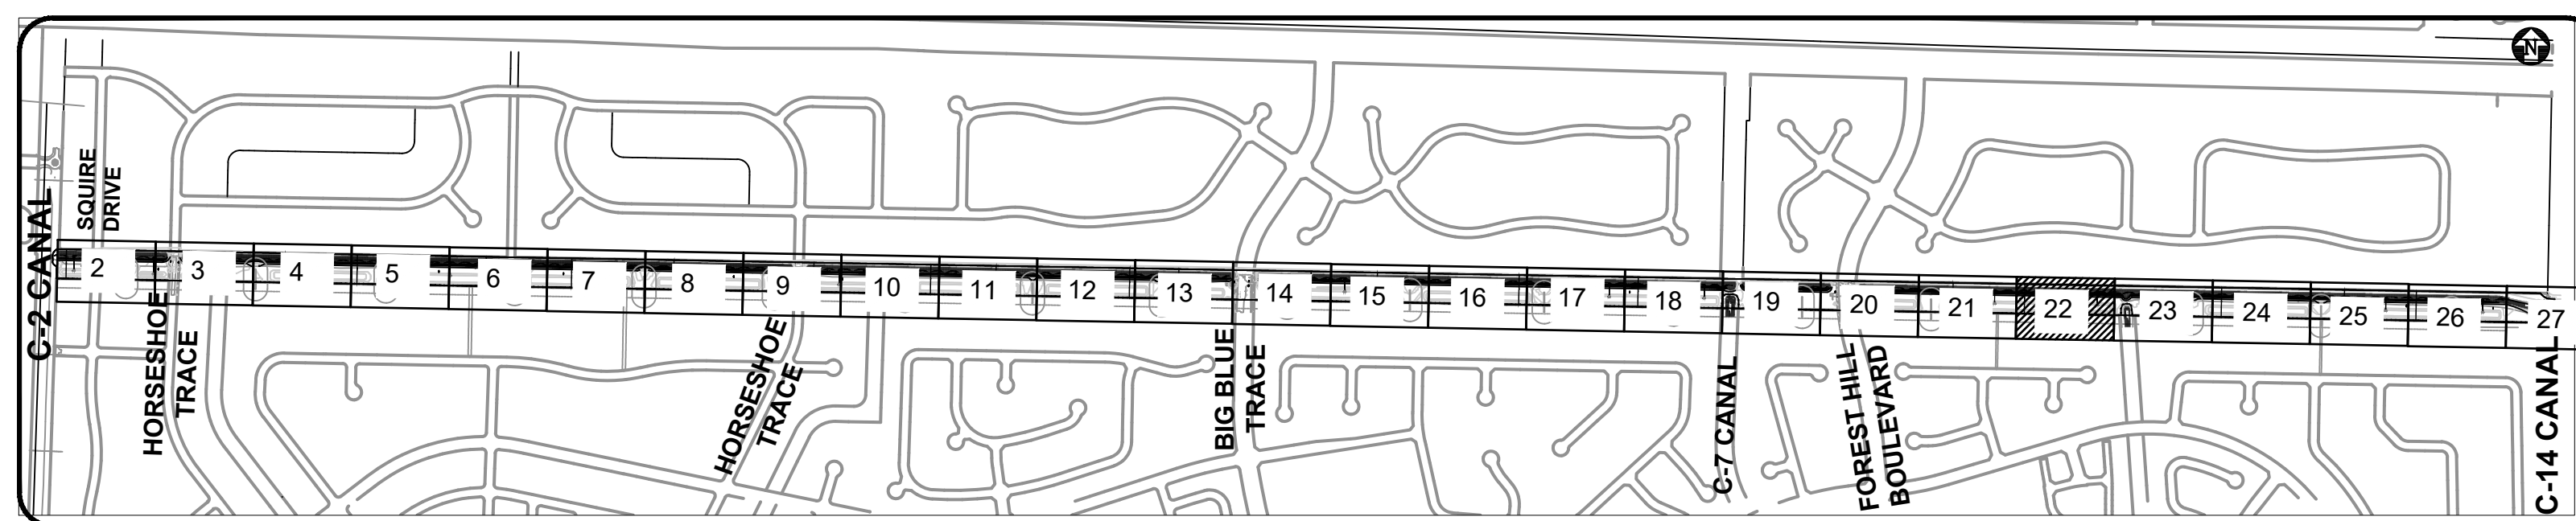 N
SQUIRE
DRIVE
C-2 CANAL
2
3
4
5
6
7
8
9
10
11
12
13
14
15
16
17
18
19
20
21
22
23
24
25
26
27
HORSESHOE
TRACE
HORSESHOE
TRACE
BIG BLUE
TRACE
C-7 CANAL
FOREST HILL
BOULEVARD
C-14 CANAL